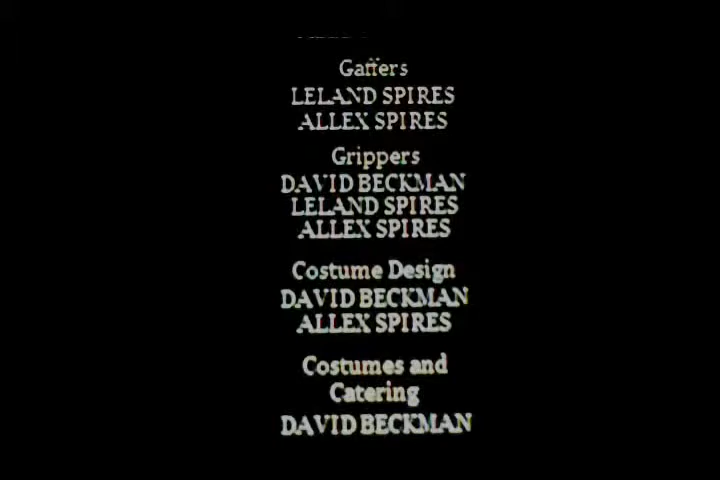 Gaffers
LELAND SPIRES
ALLEX SPIRES
Grippers
DAVID BECKMAN
LELAND SPIRES
ALLEX SPIRES
Costume Design
DAVID BECKMAN
ALLEX SPIRES
Costumes and
Catering
DAVID BECKMAN